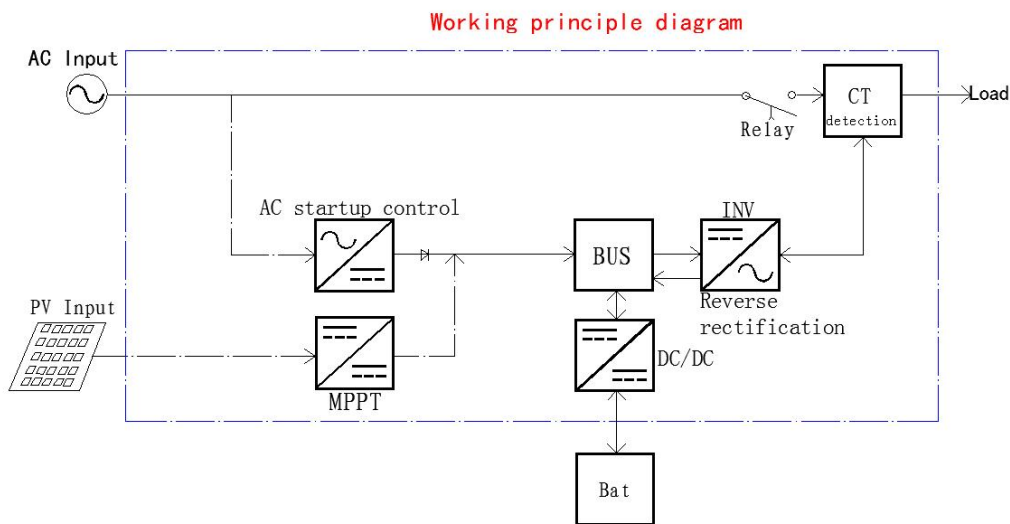 Working principle diagram
AC Input
CT
detection
Load
Relay
AC startup control
INV
BUS
PV Input
Reverse
rectification
DC/DC
MPPT
Bat